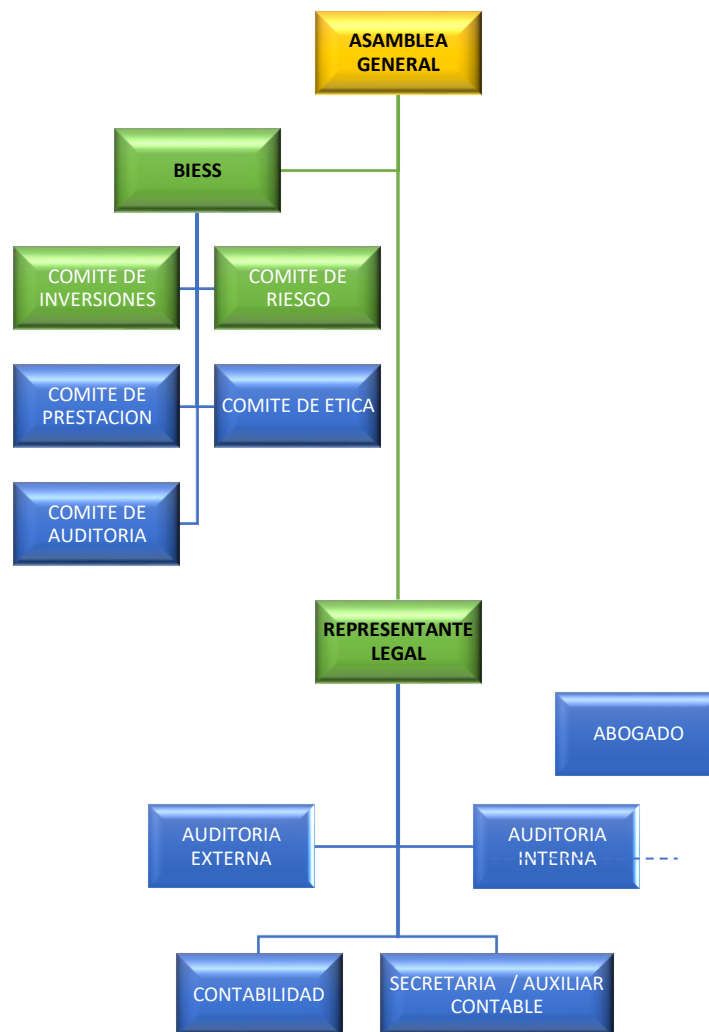 ASAMBLEA
GENERAL
BIESS
COMITE DE
INVERSIONES
COMITE DE
RIESGO
COMITE DE
PRESTACION
COMITE DE ETICA
COMITE DE
AUDITORIA
REPRESENTANTE
LEGAL
ABOGADO
AUDITORIA
EXTERNA
AUDITORIA
INTERNA
CONTABILIDAD
SECRETARIA / AUXILIAR
CONTABLE